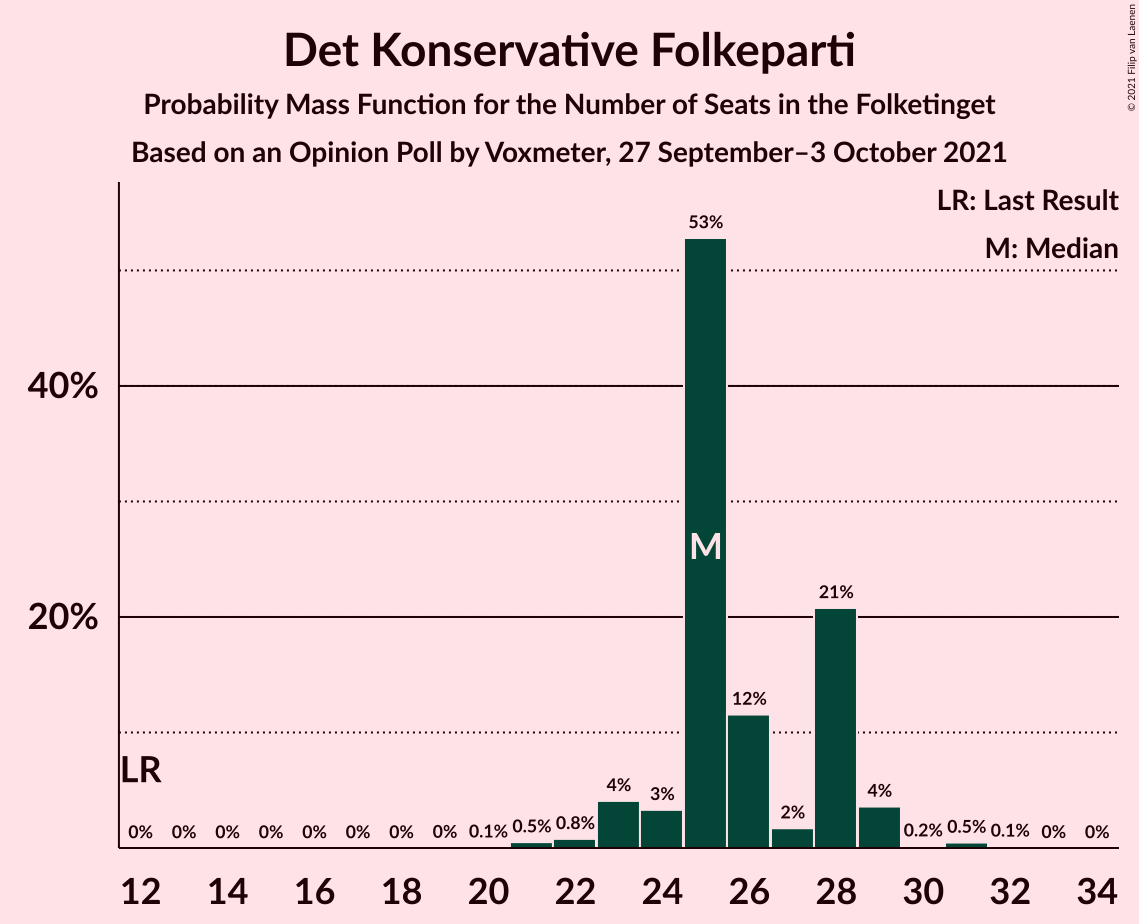 Det Konservative Folkeparti
Probability Mass Function for the Number of Seats in the Folketinget
Based on an Opinion Poll by Voxmeter, 27 September–3 October 2021
© 2021 Filip van Laenen
LR: Last Result
M: Median
53%
40%
M
21%
20%
12%
LR
4%
3%
2%
4%
0% 0% 0% 0% 0% 0% 0% 0% 0.1% 0.5% 0.8% 0.2% 0.5% 0.1% 0% 0%
12 14 16 18 20 22 24 26 28 30 32 34